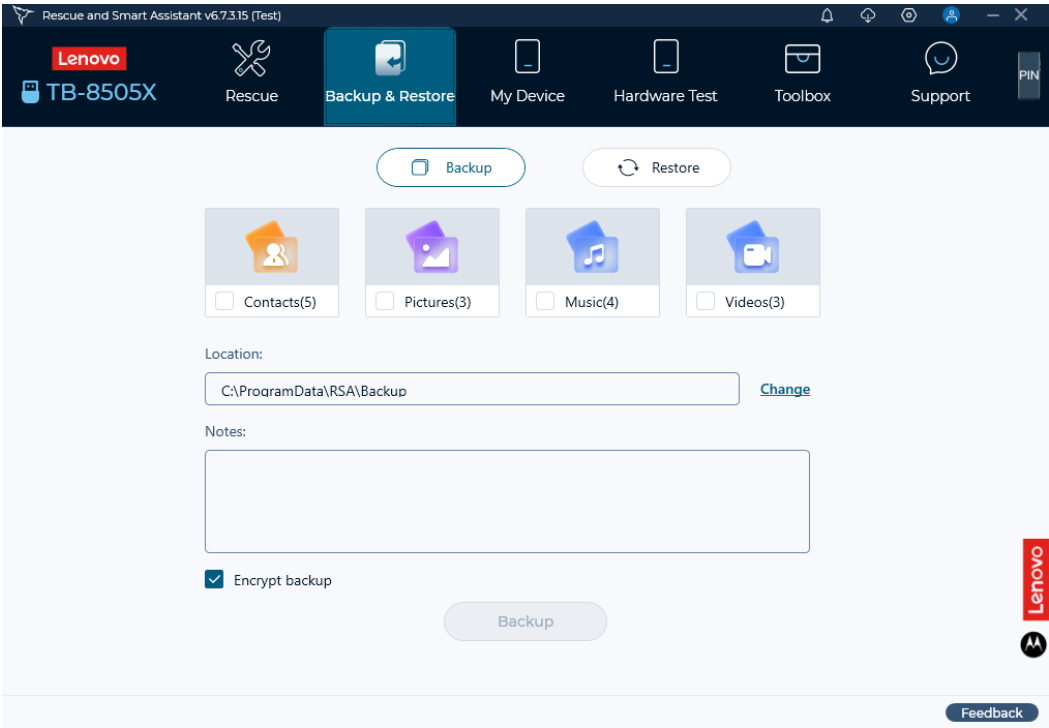 Rescue and Smart Assistant v6.7.3.15 (Test)
Lenovo
TB-8505X
Rescue
Backup & Restore
My Device
Hardware Test
Toolbox
Support
PIN
Backup
Restore
Contacts(5)
Pictures(3)
Music(4)
Videos(3)
Location:
C:\ProgramData\RSA\Backup
Change
Notes:
Encrypt backup
Backup
Lenovo
Feedback